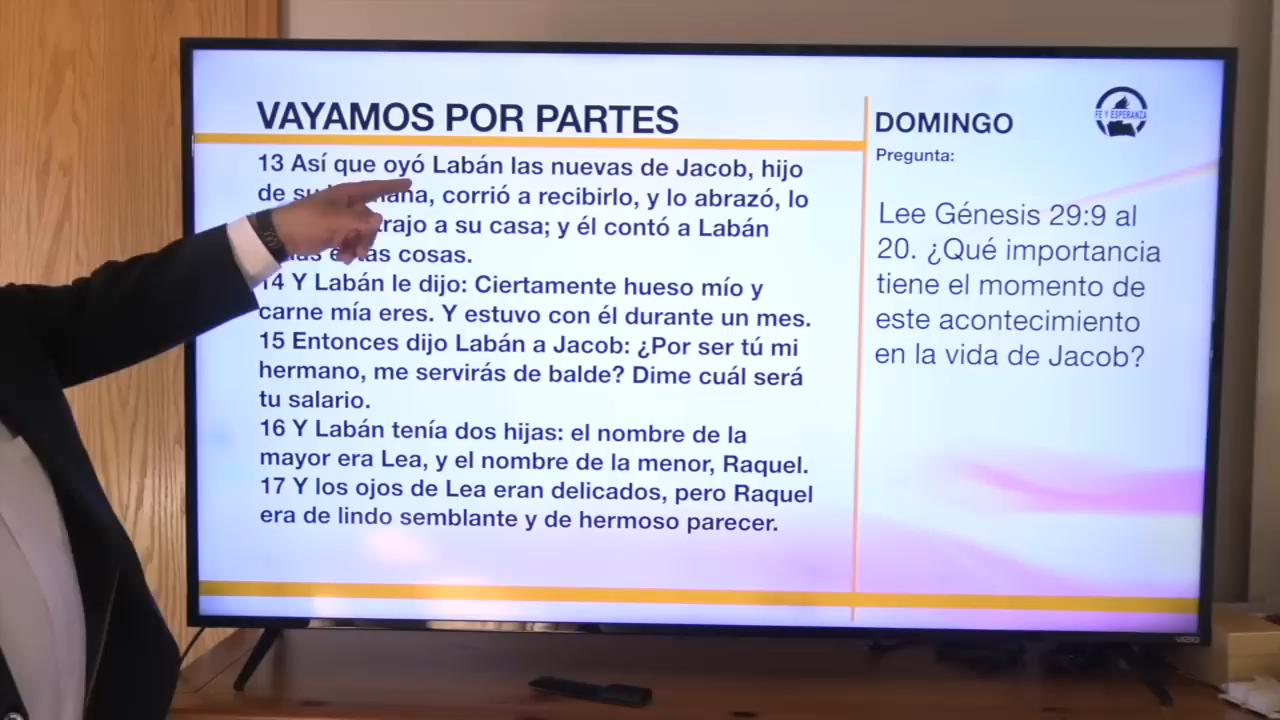 VAYAMOS POR PARTES
13 Así que oyó Labán las nuevas de Jacob, hijo
de su, corrió a recibirlo, y lo abrazó, lo
trajo a su casa; y él contó a Labán
cosas.
14 Y Labán le dijo: Ciertamente hueso mío y
carne mía eres. Y estuvo con él durante un mes.
15 Entonces dijo Labán a Jacob: ¿Por ser tú mi
hermano, me servirás de balde? Dime cuál será
tu salario.
16 Y Labán tenía dos hijas: el nombre de la
mayor era Lea, y el nombre de la menor, Raquel.
17 Y los ojos de Lea eran delicados, pero Raquel
era de lindo semblante y de hermoso parecer.
DOMINGO
FE Y ESPERANZA
Pregunta:
Lee Génesis 29:9 al
20. ¿Qué importancia
tiene el momento de
este acontecimiento
en la vida de Jacob?
VIZIO